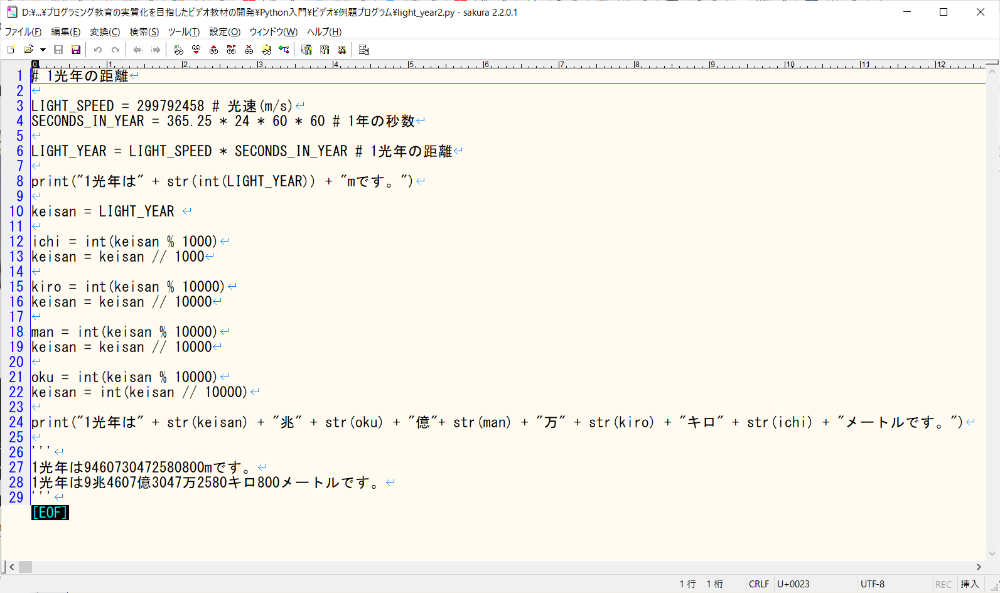 D:¥...¥プログラミング教育の実質化を目指したビデオ教材の開発¥Python入門¥ビデオ¥例題プログラム¥light_year2.py - sakura 2.2.0.1
ファイル(F) 編集(E) 変換(C) 検索(S) ツール(T) 設定(O) ウィンドウ(W) ヘルプ(H)
0 1 2 3 4 5 6 7 8 9 10 11 12
1 # 1光年の距離
2
3 LIGHT_SPEED = 299792458 # 光速(m/s)
4 SECONDS_IN_YEAR = 365.25 * 24 * 60 * 60 # 1年の秒数
5
6 LIGHT_YEAR = LIGHT_SPEED * SECONDS_IN_YEAR # 1光年の距離
7
8 print("1光年は" + str(int(LIGHT_YEAR)) + "mです。")
9
10 keisan = LIGHT_YEAR
11
12 ichi = int(keisan % 1000)
13 keisan = keisan // 1000
14
15 kiro = int(keisan % 10000)
16 keisan = keisan // 10000
17
18 man = int(keisan % 10000)
19 keisan = keisan // 10000
20
21 oku = int(keisan % 10000)
22 keisan = int(keisan // 10000)
23
24 print("1光年は" + str(keisan) + "兆" + str(oku) + "億"+ str(man) + "万" + str(kiro) + "キロ" + str(ichi) + "メートルです。")
25
26 '''
27 1光年は9460730472580800mです。
28 1光年は9兆4607億3047万2580キロ800メートルです。
29 '''
[EOF]
1 行 1 桁 CRLF U+0023 UTF-8 REC 挿入